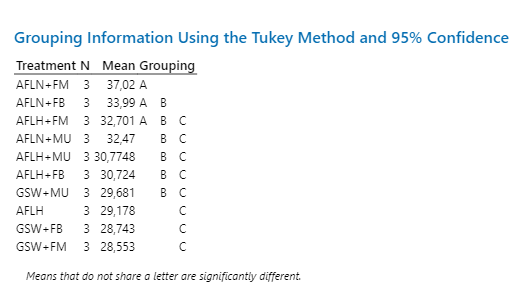 Grouping Information Using the Tukey Method and 95% Confidence
Treatment N Mean Grouping
AFLN+FM 3 37,02 A
AFLN+FB 3 33,99 A B
AFLH+FM 3 32,701 A B C
AFLN+MU 3 32,47 B C
AFLH+MU 3 30,7748 B C
AFLH+FB 3 30,724 B C
GSW+MU 3 29,681 B C
AFLH 3 29,178 C
GSW+FB 3 28,743 C
GSW+FM 3 28,553 C
Means that do not share a letter are significantly different.